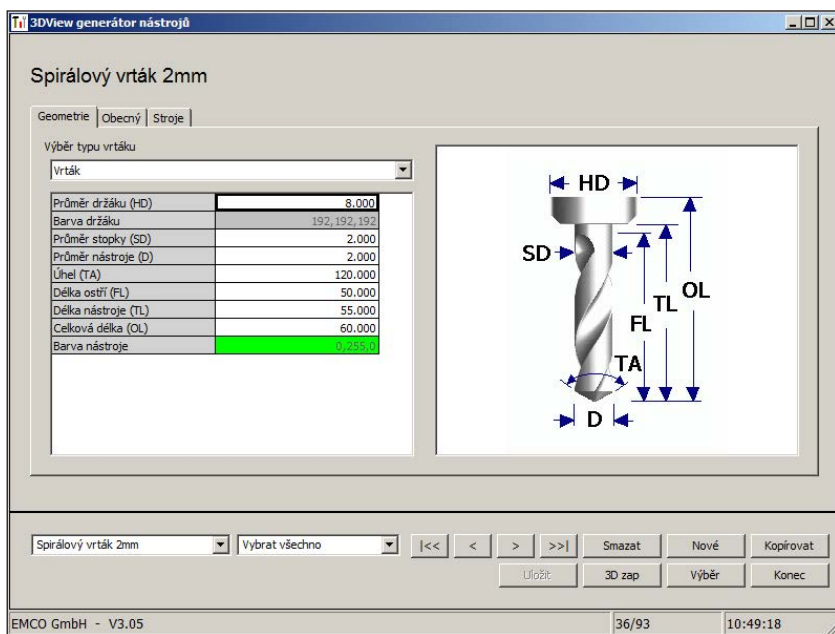 3DView generátor nástrojů
Spirálový vrták 2mm
Geometrie Obecný Stroje
Výběr typu vrtáku
Vrták
Průměr držáku (HD) 8.000
Barva držáku 192,192,192
Průměr stopky (SD) 2.000
Průměr nástroje (D) 2.000
Úhel (TA) 120.000
Délka ostří (FL) 50.000
Délka nástroje (TL) 55.000
Celková délka (OL) 60.000
Barva nástroje 0,255,0
HD
SD
OL
TL
FL
TA
D
Spirálový vrták 2mm Vybrat všechno |<< < > >>| Smazat Nové Kopírovat
Uložit 3D zap Výběr Konec
EMCO GmbH - V3.05 36/93 10:49:18